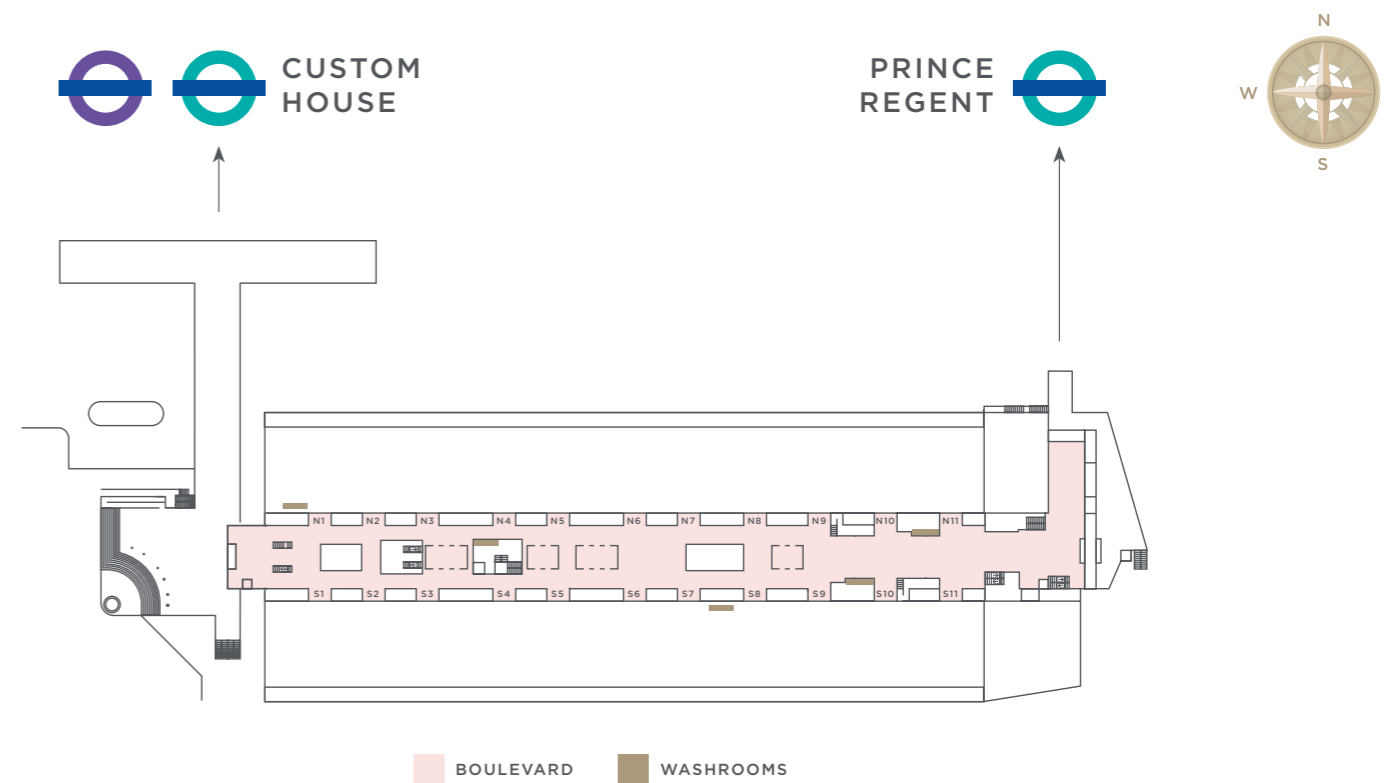 N
CUSTOM
HOUSE
PRINCE
REGENT
W
S
N1 N2 N3 N4 N5 N6 N7 N8 N9 N10 N11
S1 S2 S3 S4 S5 S6 S7 S8 S9 S10 S11
BOULEVARD
WASHROOMS